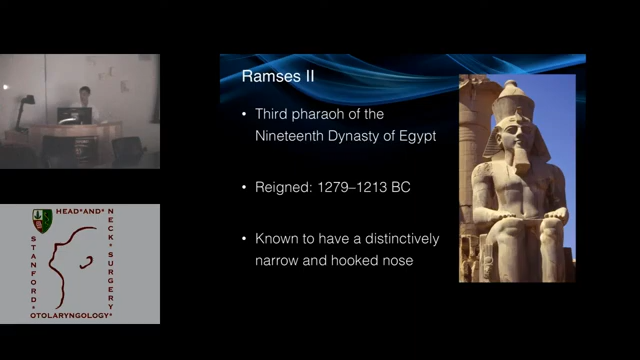 Ramses II
• Third pharaoh of the
Nineteenth Dynasty of Egypt
• Reigned: 1279–1213 BC
• Known to have a distinctively
narrow and hooked nose
HEAD*AND*
NECK*SURGERY
STANFORD*
OTOLARYNGOLOGY*